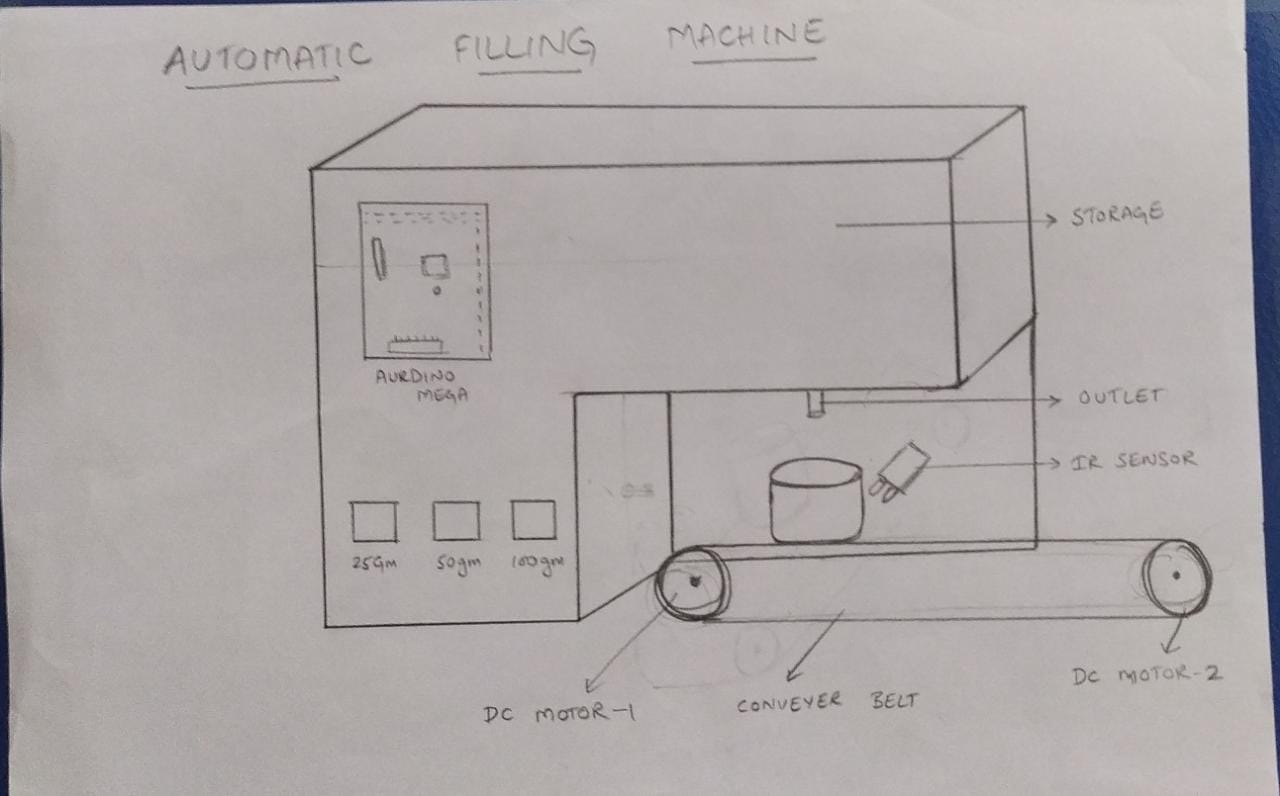 AUTOMATIC FILLING MACHINE
STORAGE
AURDINO
MEGA
OUTLET
IR SENSOR
25Gm 50gm 100gm
DC MOTOR-1
CONVEYER BELT
DC MOTOR-2